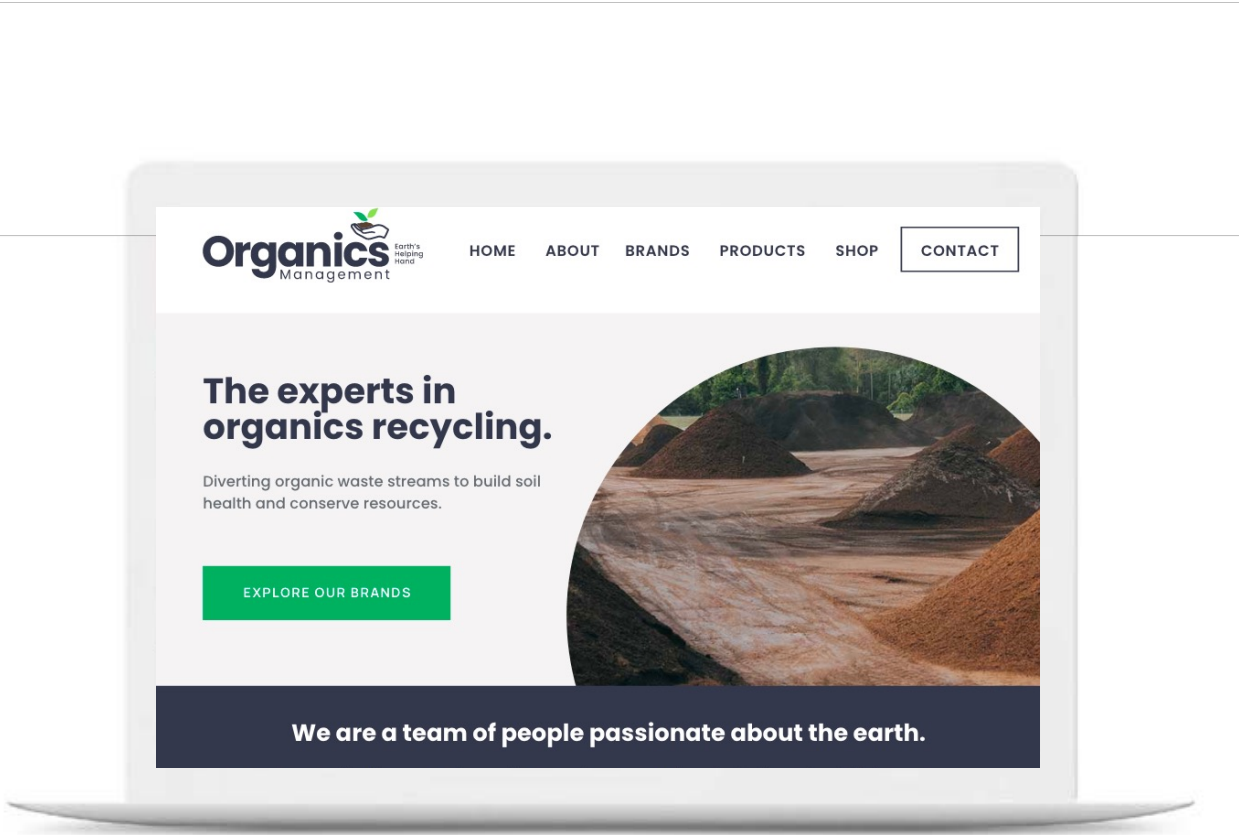 Organics
Management
Earth's
Helping
Hand
HOME ABOUT BRANDS PRODUCTS SHOP CONTACT
The experts in
organics recycling.
Diverting organic waste streams to build soil
health and conserve resources.
EXPLORE OUR BRANDS
We are a team of people passionate about the earth.